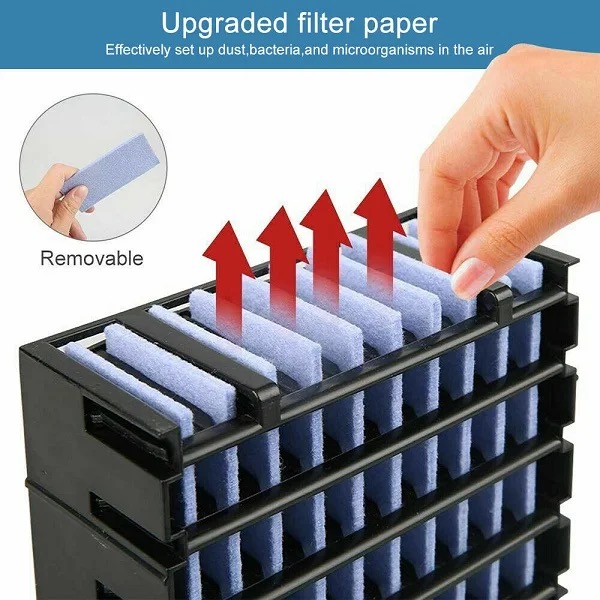 Upgraded filter paper
Effectively set up dust,bacteria,and microorganisms in the air
Removable